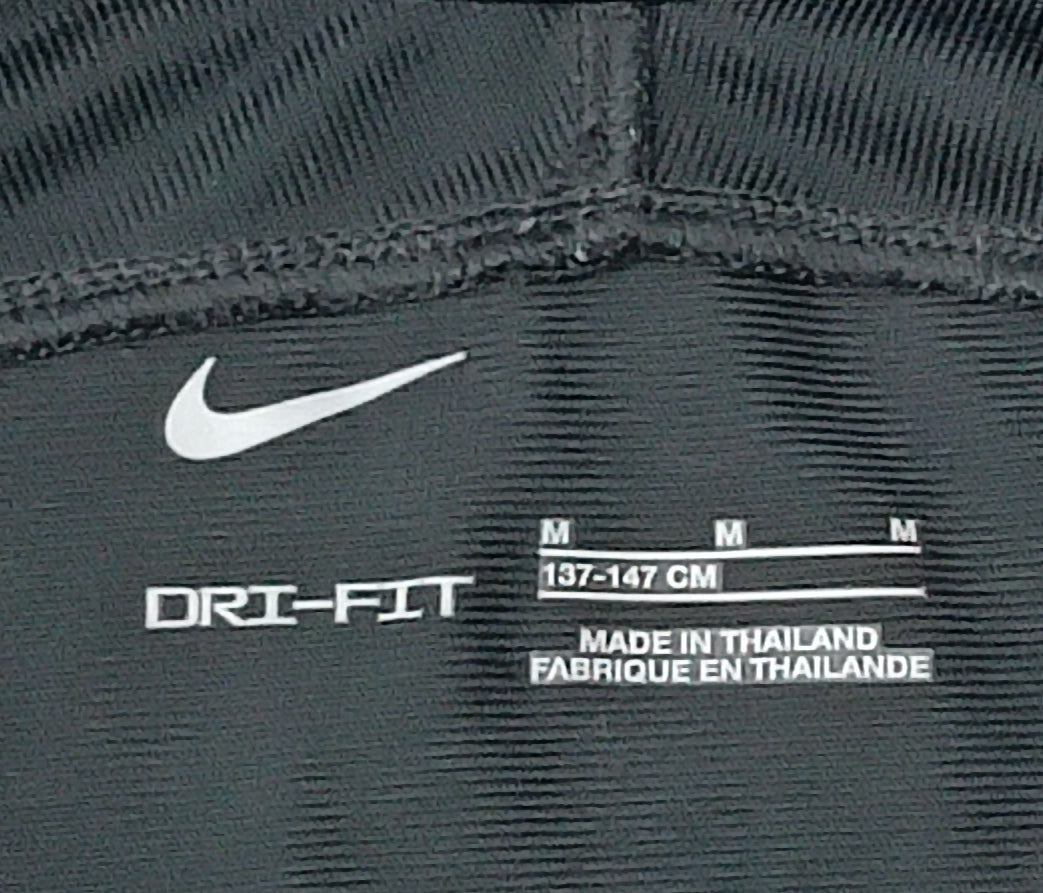 DRI-FIT
M M M
137-147 CM
MADE IN THAILAND
FABRIQUE EN THAILANDE